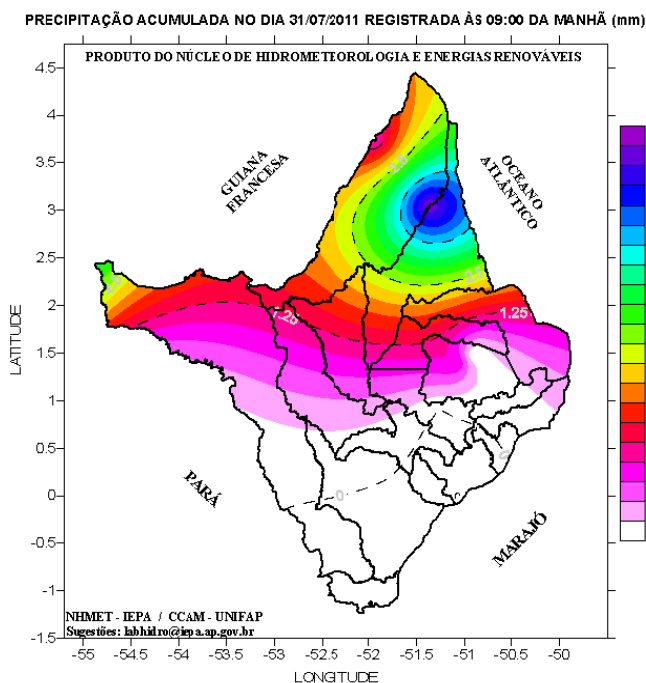 PRECIPITAÇÃO ACUMULADA NO DIA 31/07/2011 REGISTRADA ÀS 09:00 DA MANHÃ (mm)
PRODUTO DO NÚCLEO DE HIDROMETEOROLOGIA E ENERGIAS RENOVÁVEIS
4.5
4
3.5
3
2.5
2
1.5
1
0.5
0
-0.5
-1
-1.5
LATITUDE
GUIANA
FRANCESA
OCEANO
ATLÂNTICO
2.5
2.5
1.25
1.25
0
0
PARÁ
MARAJÓ
NHMET - IEPA / CCAM - UNIFAP
Sugestões: labhidro@iepa.ap.gov.br
-55
-54.5
-54
-53.5
-53
-52.5
-52
-51.5
-51
-50.5
-50
LONGITUDE